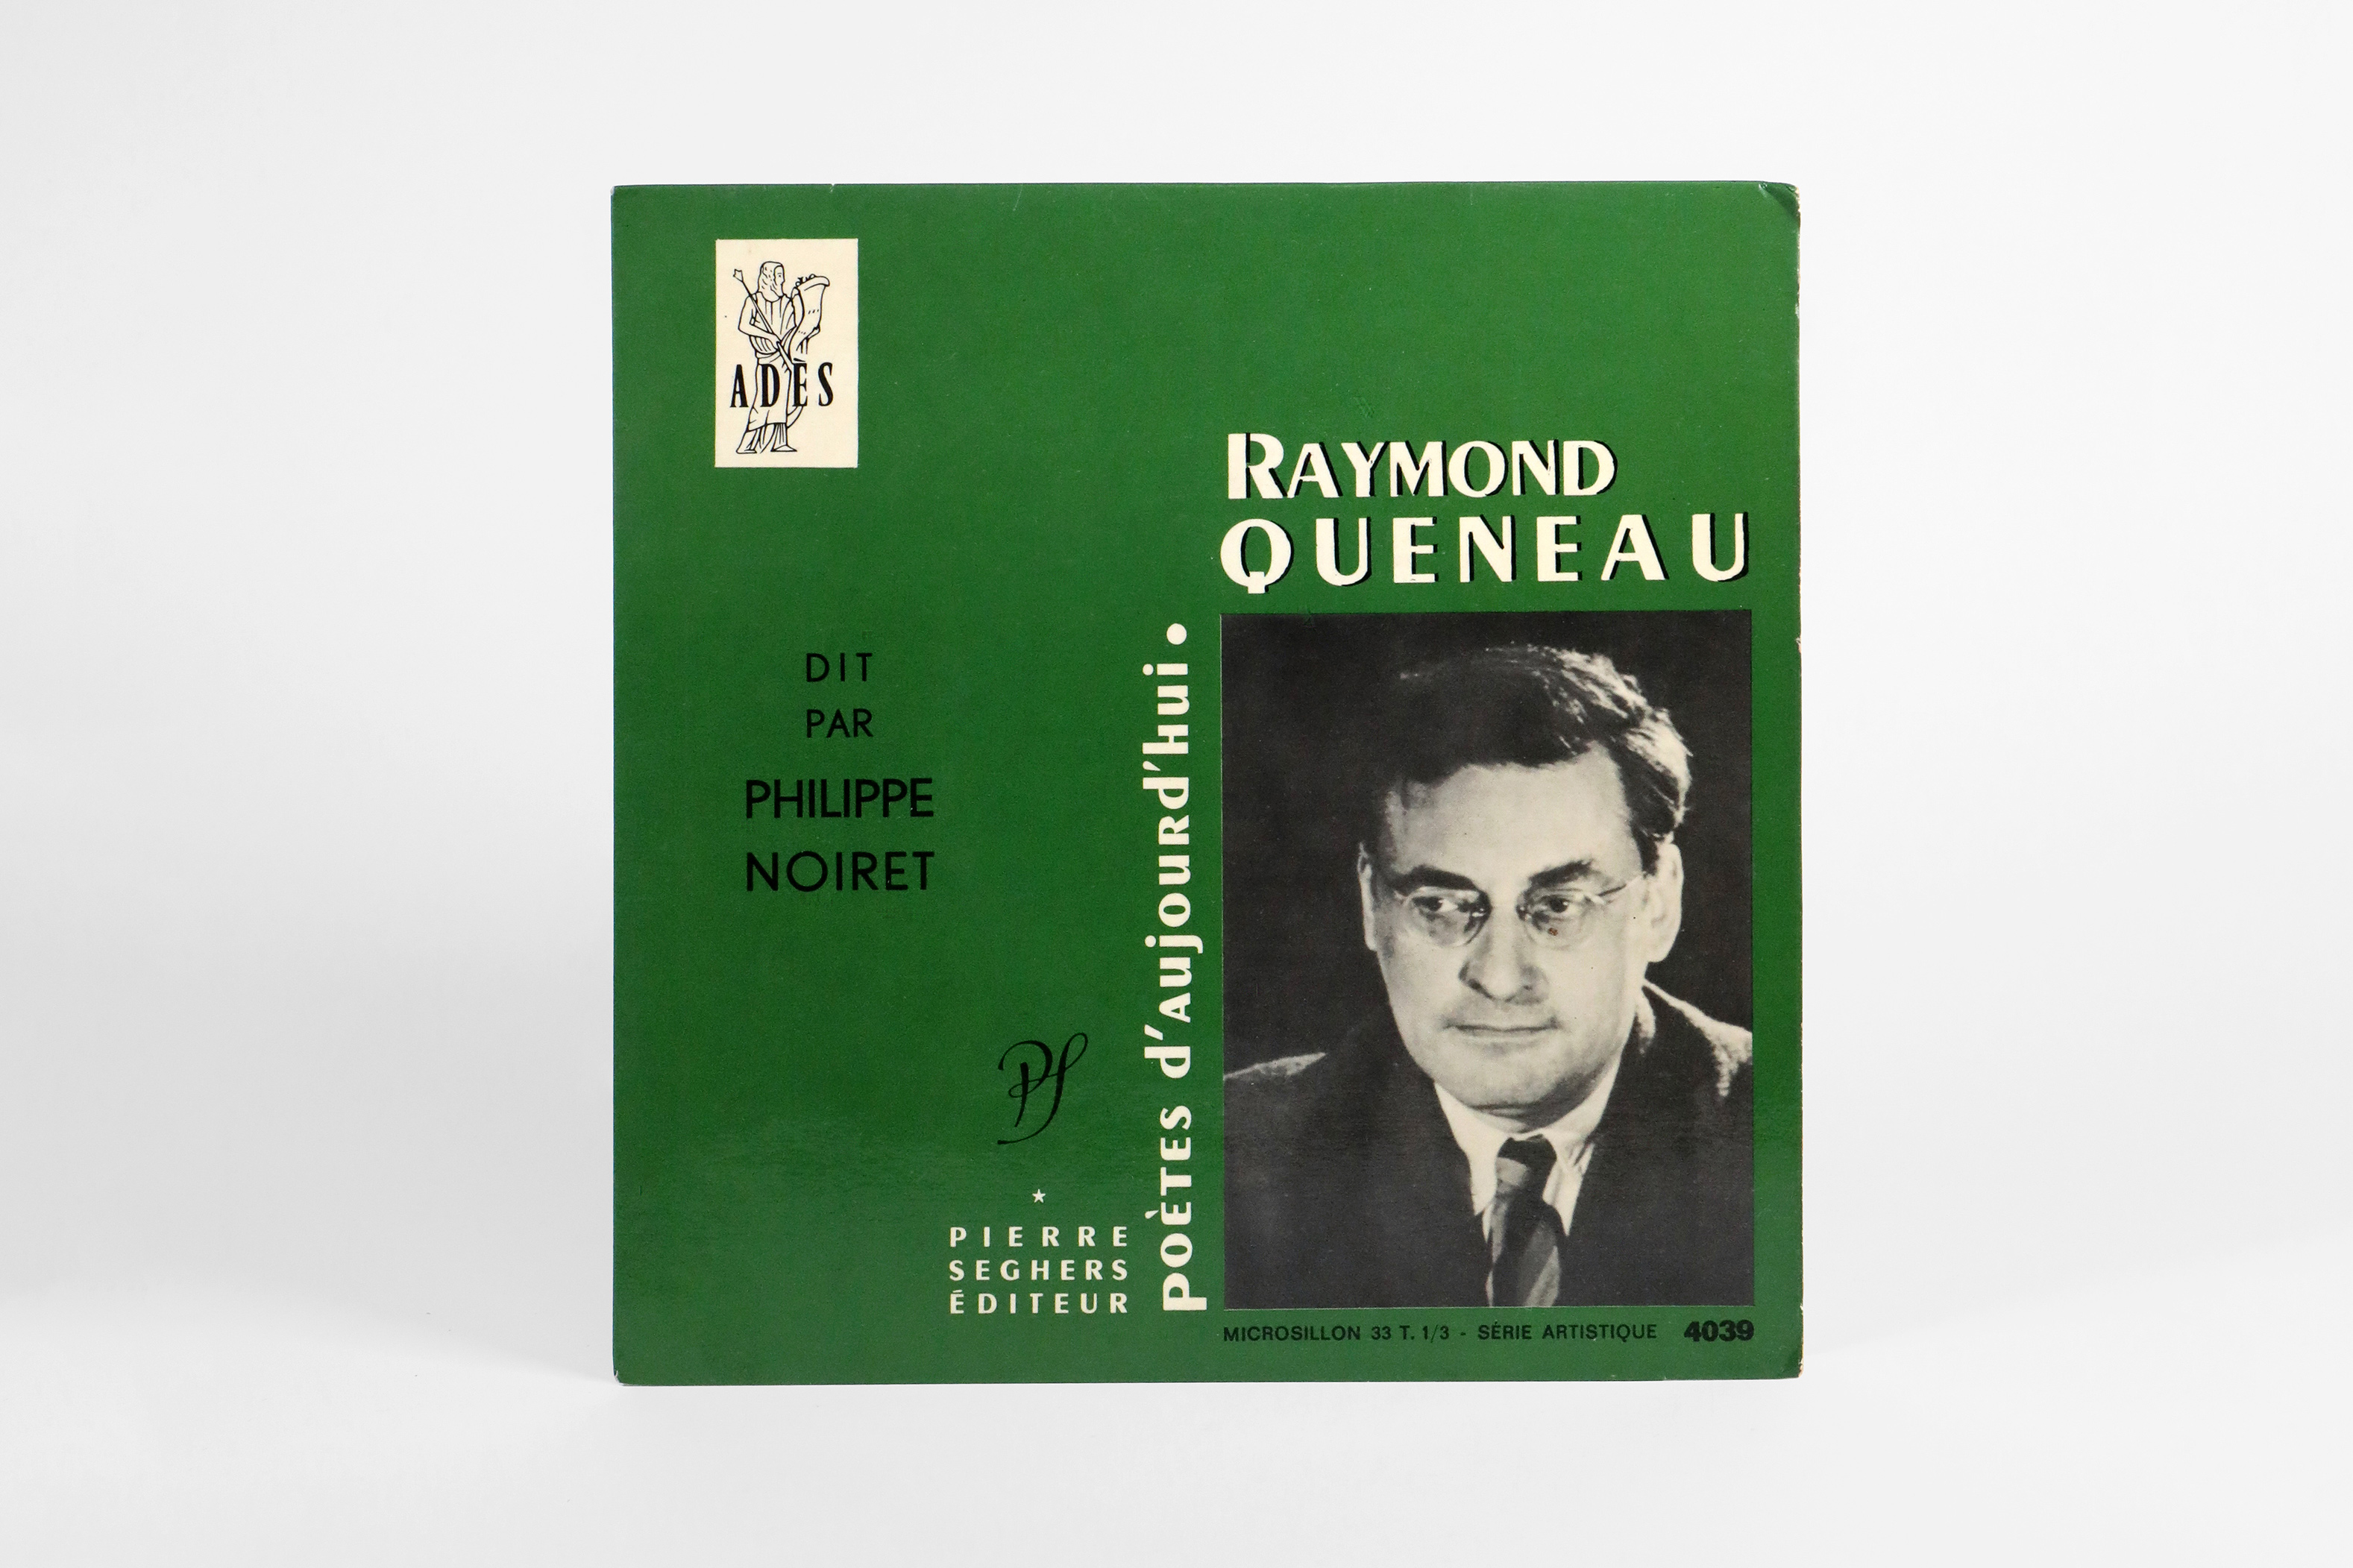 ADÈS
RAYMOND
QUENEAU
DIT
PAR
PHILIPPE
NOIRET
POÈTES d'AUJOURd'HUI •
PS
★
PIERRE
SEGHERS
ÉDITEUR
MICROSILLON 33 T. 1/3 - SÉRIE ARTISTIQUE 4039